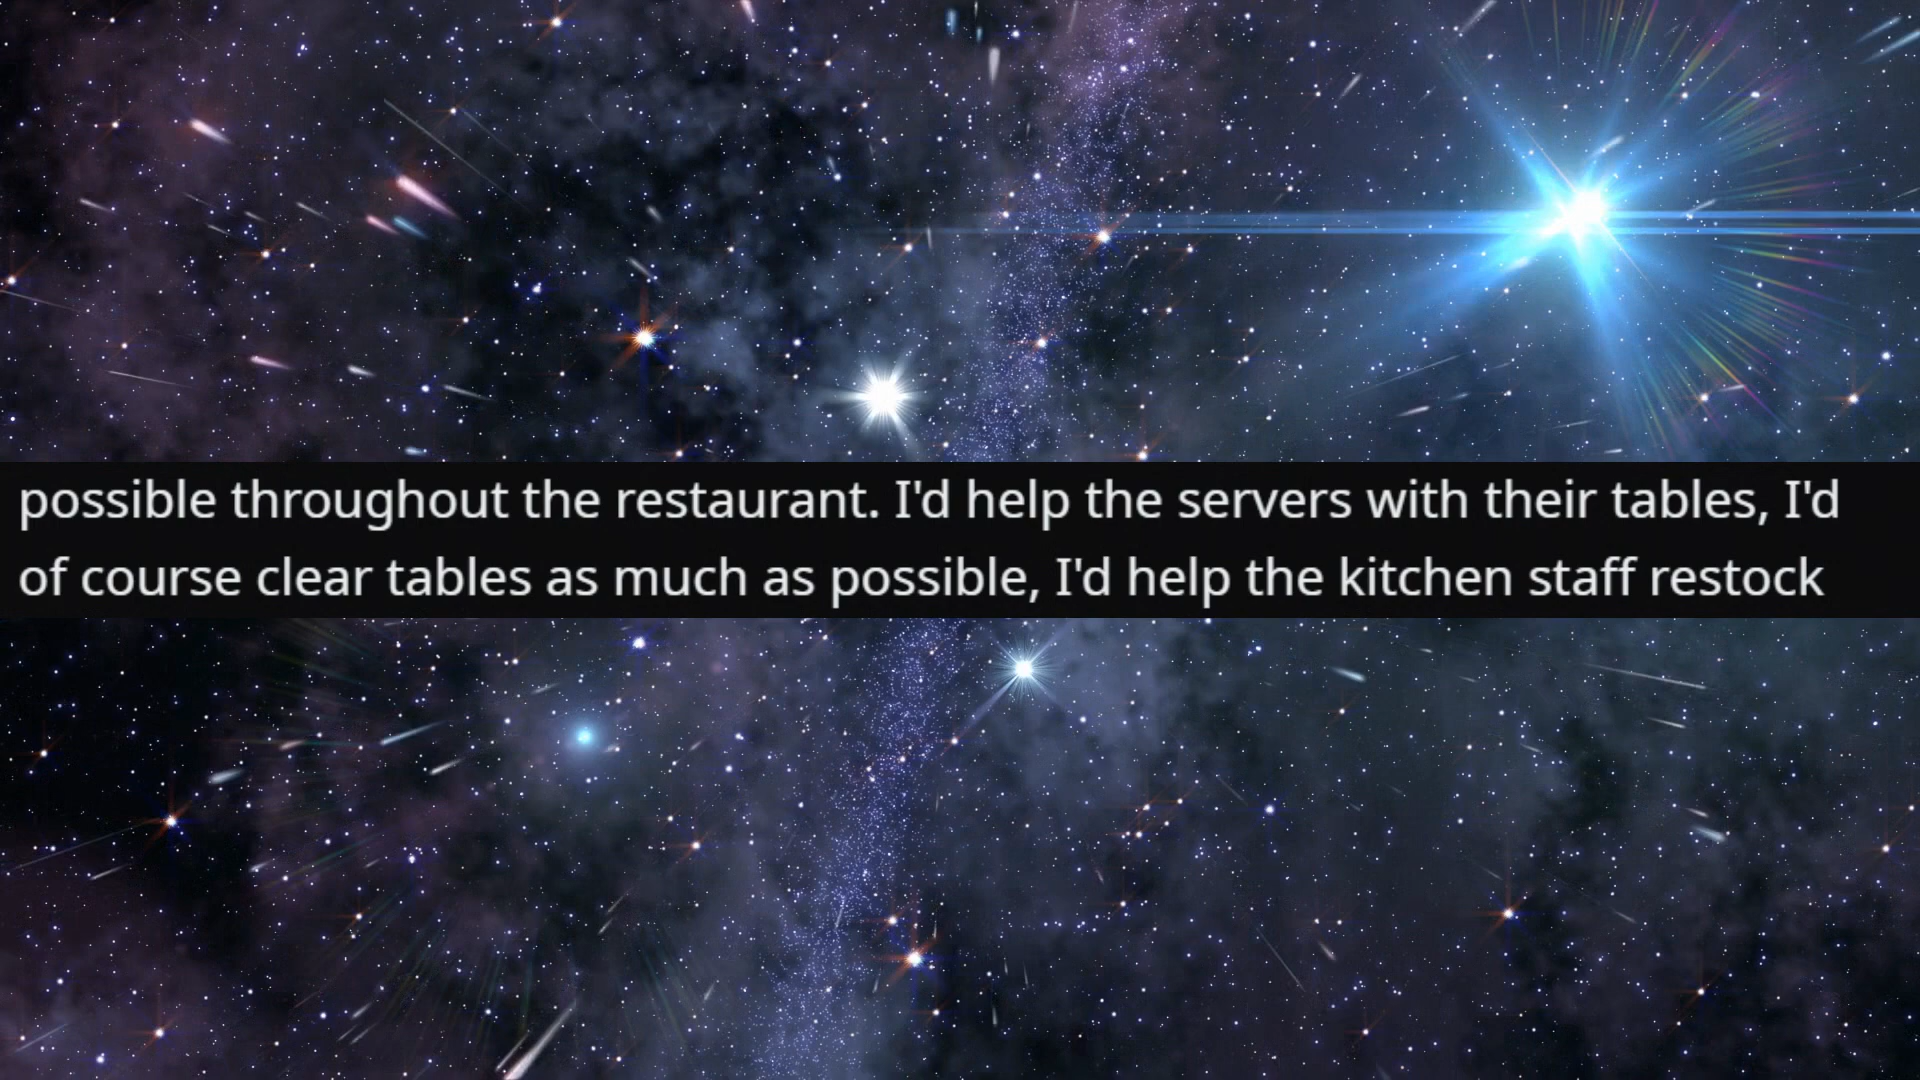 possible throughout the restaurant. I'd help the servers with their tables, I'd
of course clear tables as much as possible, I'd help the kitchen staff restock